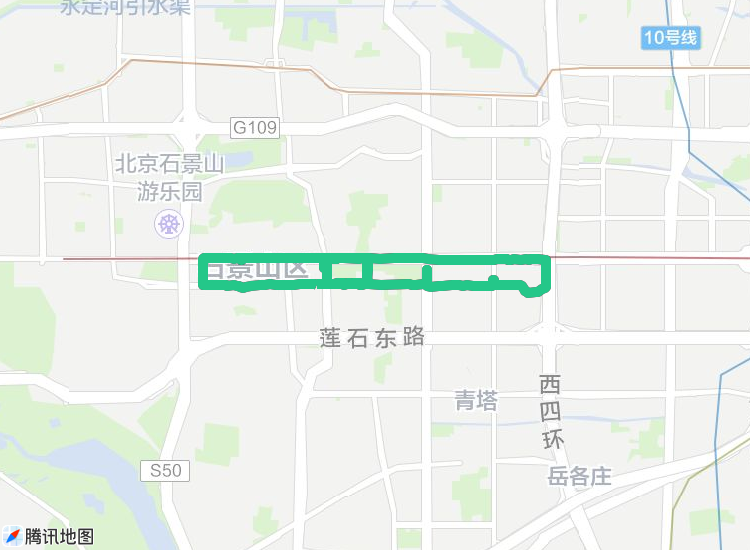 永定河引水渠
10号线
G109
北京石景山
游乐园
石景山区
莲石东路
青塔
西四环
岳各庄
S50
腾讯地图